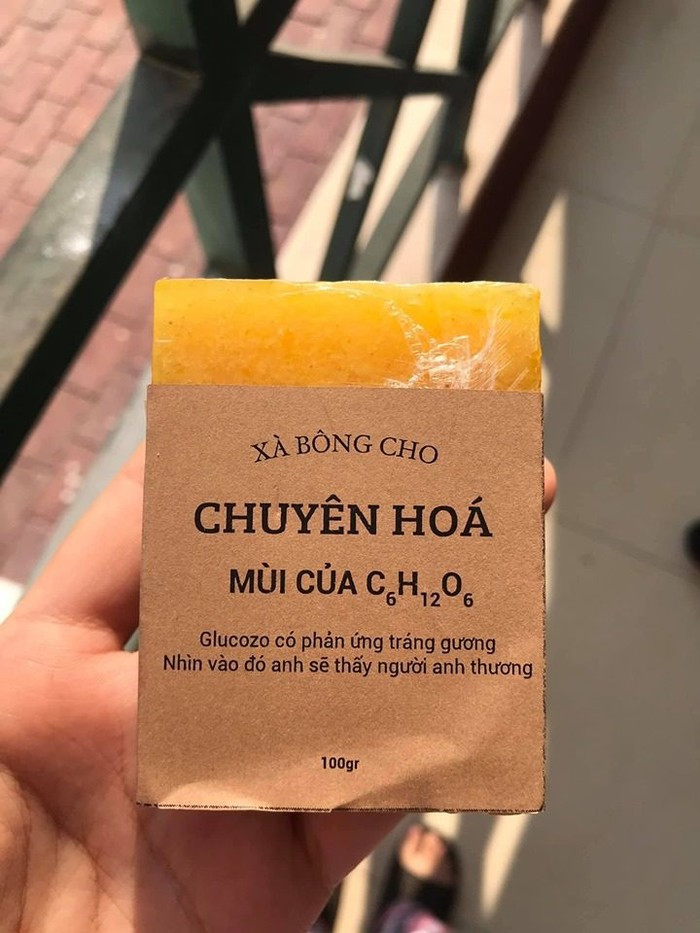 XÀ BÔNG CHO
CHUYÊN HOÁ
MÙI CỦA C₆H₁₂O₆
Glucozo có phản ứng tráng gương
Nhìn vào đó anh sẽ thấy người anh thương
100gr